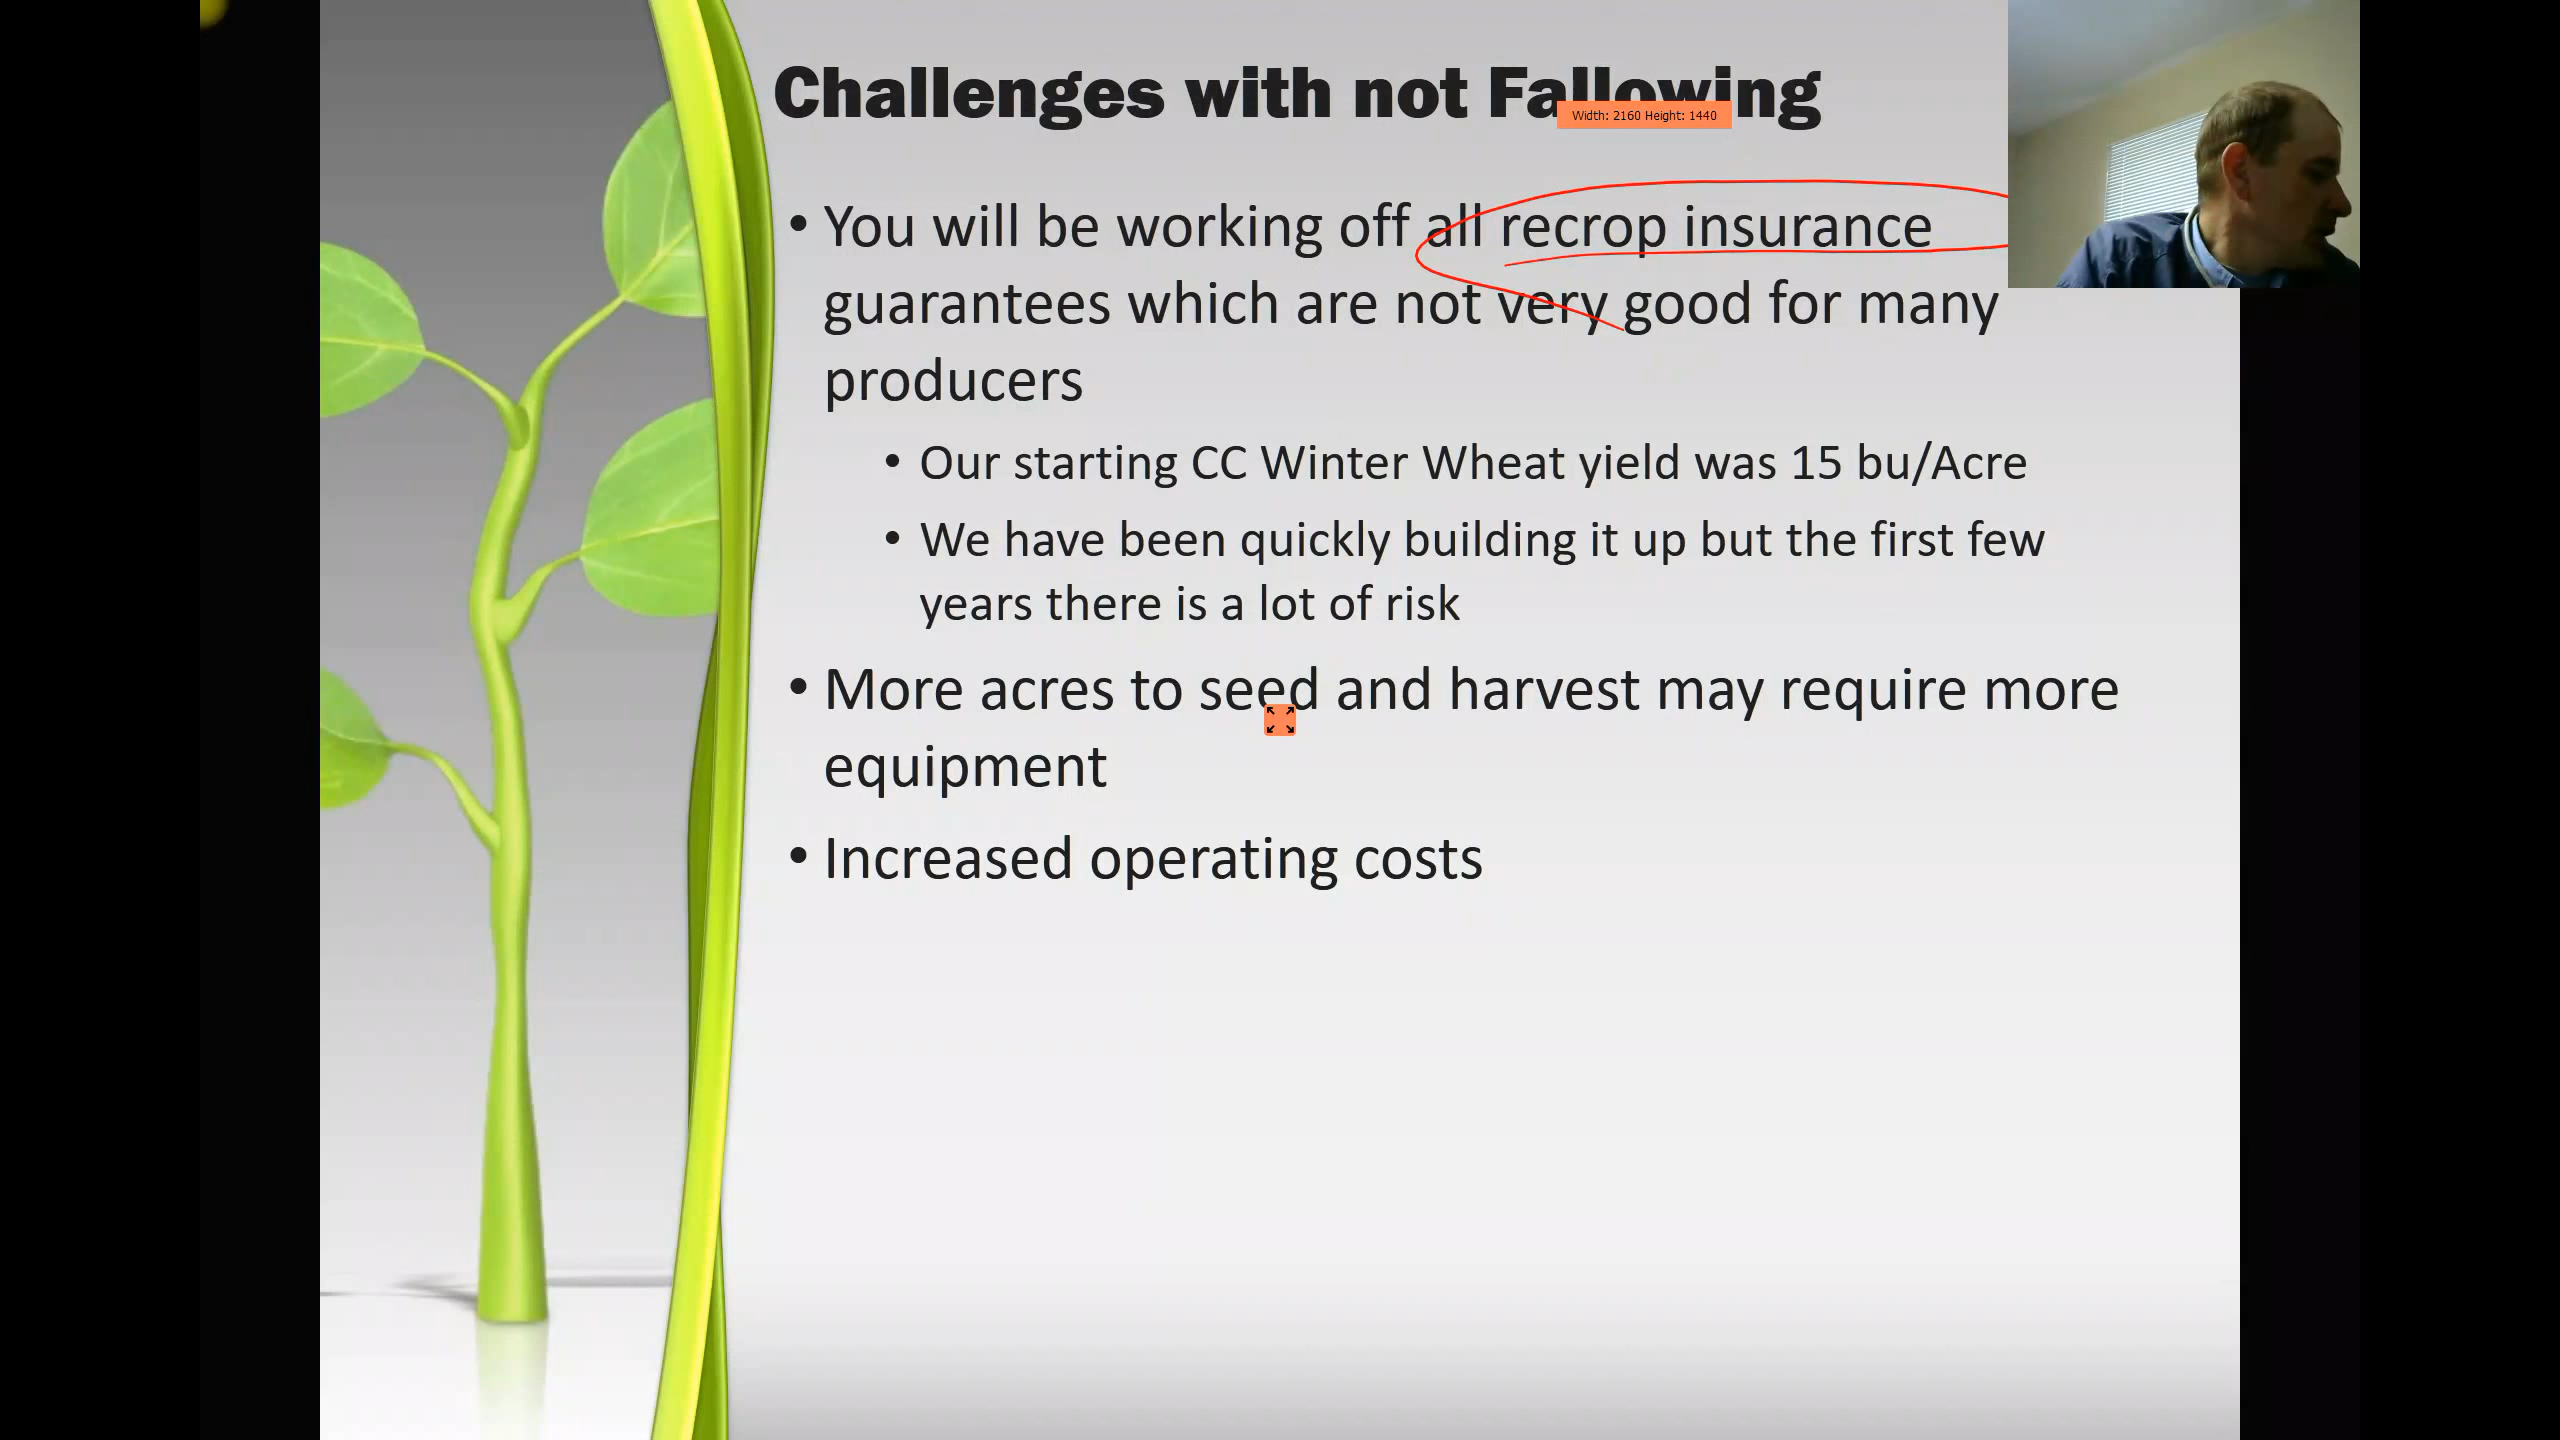 Challenges with not Fallowing
Width: 2160 Height: 1440
• You will be working off all recrop insurance
guarantees which are not very good for many
producers
• Our starting CC Winter Wheat yield was 15 bu/Acre
• We have been quickly building it up but the first few
years there is a lot of risk
• More acres to seed and harvest may require more
equipment
• Increased operating costs